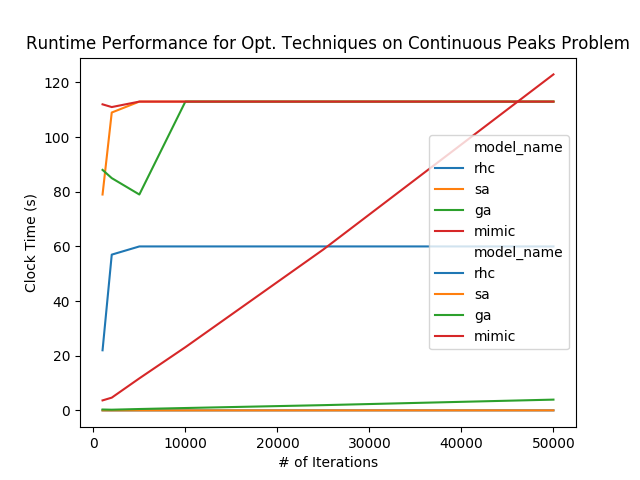 Runtime Performance for Opt. Techniques on Continuous Peaks Problem
120
100
80
60
40
20
0
Clock Time (s)
model_name
rhc
sa
ga
mimic
model_name
rhc
sa
ga
mimic
0 10000 20000 30000 40000 50000
# of Iterations